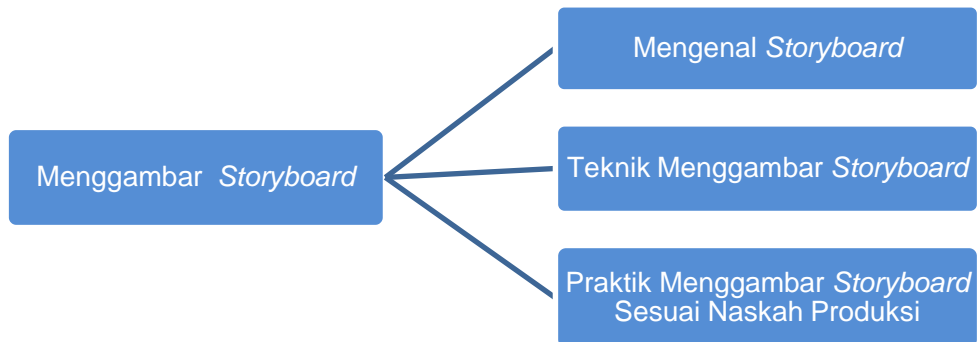 Mengenal Storyboard
Menggambar Storyboard
Teknik Menggambar Storyboard
Praktik Menggambar Storyboard
Sesuai Naskah Produksi